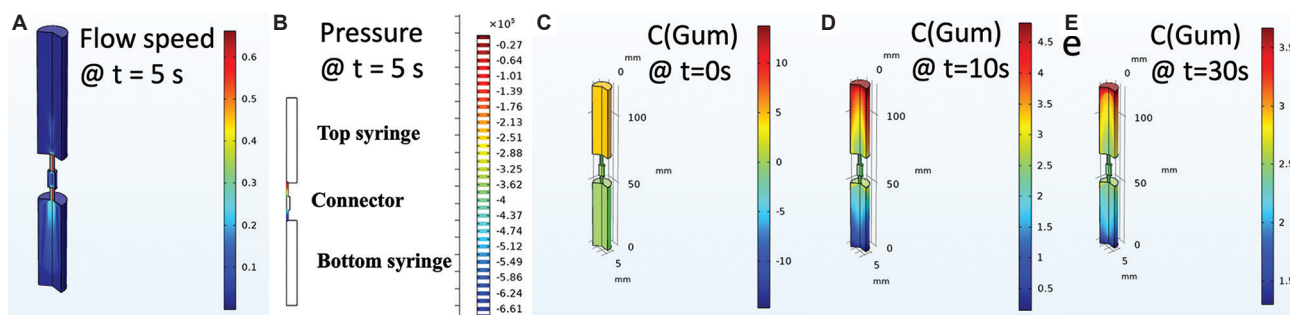 A
Flow speed
@ t = 5 s
0.6
0.5
0.4
0.3
0.2
0.1
B
Pressure
@ t = 5 s
Top syringe
Connector
Bottom syringe
×10⁵
-0.27
-0.64
-1.01
-1.39
-1.76
-2.13
-2.51
-2.88
-3.25
-3.62
-4
-4.37
-4.74
-5.12
-5.49
-5.86
-6.24
-6.61
C
C(Gum)
@ t=0s
mm
0
100
50
mm
0
5
mm
10
5
0
-5
-10
D
C(Gum)
@ t=10s
mm
0
100
50
mm
0
5
mm
4.5
4
3.5
3
2.5
2
1.5
1
0.5
E
e
C(Gum)
@ t=30s
mm
0
100
50
mm
0
5
mm
3.5
3
2.5
2
1.5